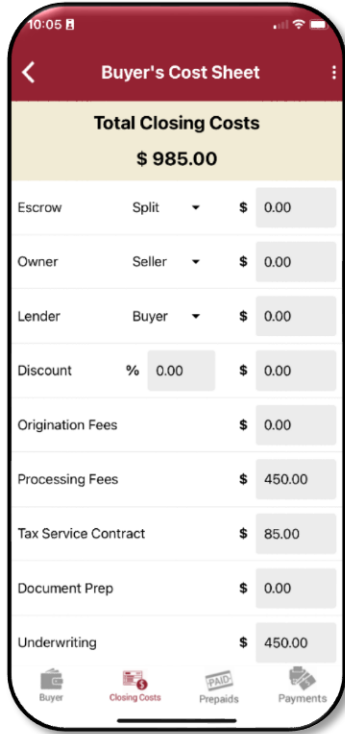 10:05
Buyer's Cost Sheet
Total Closing Costs
$ 985.00
Escrow Split $ 0.00
Owner Seller $ 0.00
Lender Buyer $ 0.00
Discount % 0.00 $ 0.00
Origination Fees $ 0.00
Processing Fees $ 450.00
Tax Service Contract $ 85.00
Document Prep $ 0.00
Underwriting $ 450.00
PAID
Buyer Closing Costs Prepaids Payments